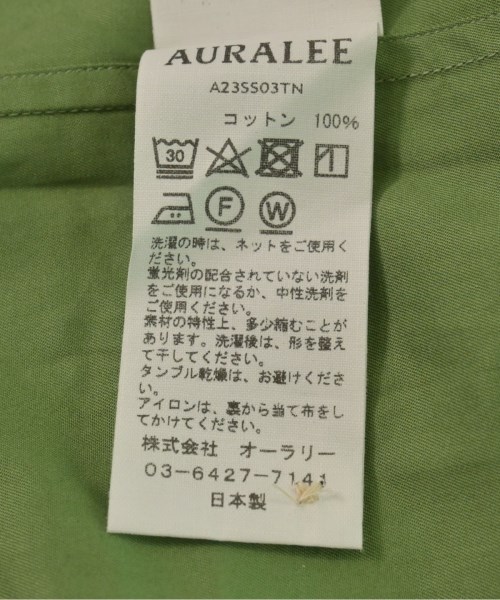 AURALEE
A23SS03TN
コットン 100%
30
F W
洗濯の時は、ネットをご使用く
ださい。
蛍光剤の配合されていない洗剤
をご使用になるか、中性洗剤を
ご使用ください。
素材の特性上、多少縮むことが
あります。洗濯後は、形を整え
て干してください。
タンブル乾燥は、お避けくださ
い。
アイロンは、裏から当て布をし
てかけてください。
株式会社 オーラリー
03-6427-7141
日本製